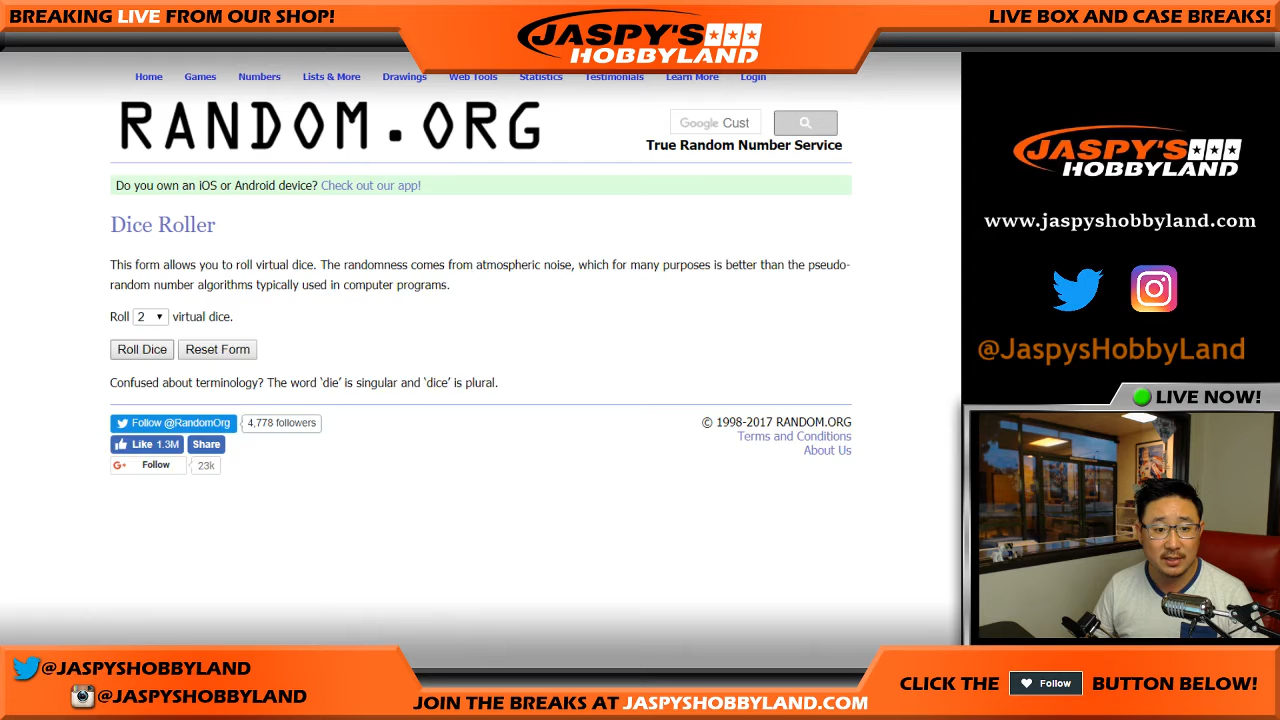 BREAKING LIVE FROM OUR SHOP!
JASPY'S
HOBBYLAND
LIVE BOX AND CASE BREAKS!
Home Games Numbers Lists & More Drawings Web Tools Statistics Testimonials Learn More Login
RANDOM.ORG
Google Cust
True Random Number Service
Do you own an iOS or Android device? Check out our app!
Dice Roller
This form allows you to roll virtual dice. The randomness comes from atmospheric noise, which for many purposes is better than the pseudo-
random number algorithms typically used in computer programs.
Roll 2 virtual dice.
Roll Dice Reset Form
Confused about terminology? The word ‘die’ is singular and ‘dice’ is plural.
Follow @RandomOrg 4,778 followers
Like 1.3M Share
G+ Follow 23k
© 1998-2017 RANDOM.ORG
Terms and Conditions
About Us
JASPY'S
HOBBYLAND
www.jaspyshobbyland.com
@JaspysHobbyLand
LIVE NOW!
@JASPYSHOBBYLAND
@JASPYSHOBBYLAND
JOIN THE BREAKS AT JASPYSHOBBYLAND.COM
CLICK THE Follow BUTTON BELOW!